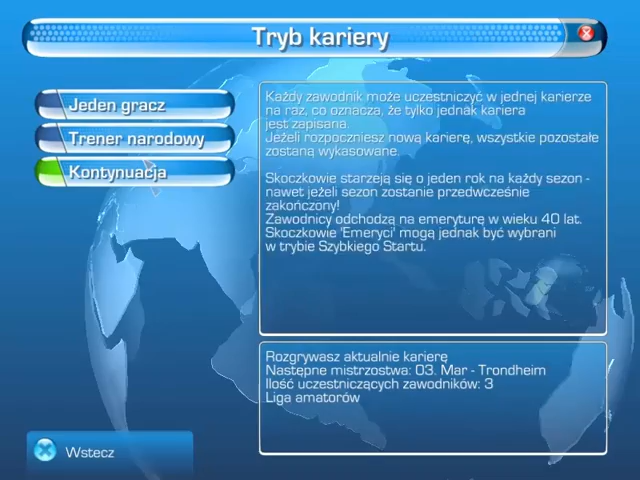 Tryb kariery
Jeden gracz
Trener narodowy
Kontynuacja
Każdy zawodnik może uczestniczyć w jednej karierze
na raz, co oznacza, że tylko jednak kariera
jest zapisana.
Jeżeli rozpoczniesz nową karierę, wszystkie pozostałe
zostaną wykasowane.
Skoczkowie starzeją się o jeden rok na każdy sezon -
nawet jeżeli sezon zostanie przedwcześnie
zakończony!
Zawodnicy odchodzą na emeryturę w wieku 40 lat.
Skoczkowie 'Emeryci' mogą jednak być wybrani
w trybie Szybkiego Startu.
Rozgrywasz aktualnie karierę
Następne mistrzostwa: 03. Mar - Trondheim
Ilość uczestniczących zawodników: 3
Liga amatorów
Wstecz